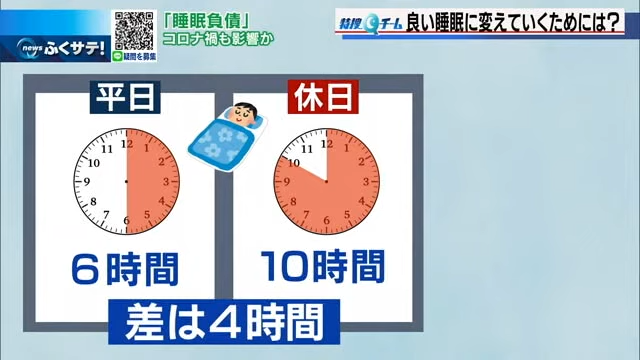 news ふくサテ!
疑問を募集
「睡眠負債」
コロナ禍も影響か
特捜eチーム
良い睡眠に変えていくためには?
平日
休日
12 1 2 3 4 5 6 7 8 9 10 11
12 1 2 3 4 5 6 7 8 9 10 11
6時間
10時間
差は4時間